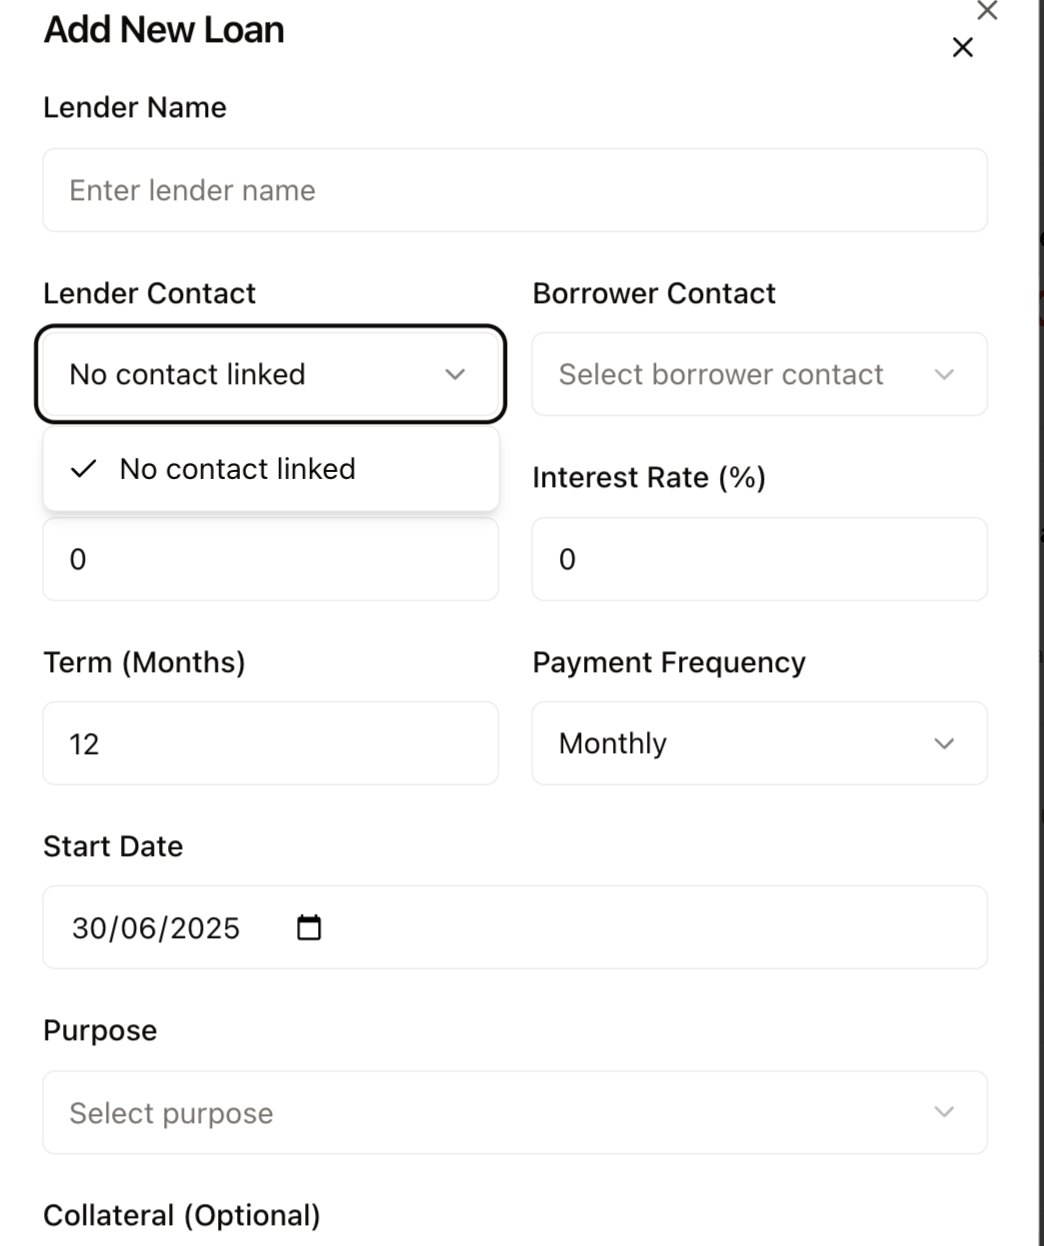 Add New Loan
Lender Name
Enter lender name
Lender Contact
Borrower Contact
No contact linked
Select borrower contact
No contact linked
Interest Rate (%)
0
0
Term (Months)
Payment Frequency
12
Monthly
Start Date
30/06/2025
Purpose
Select purpose
Collateral (Optional)